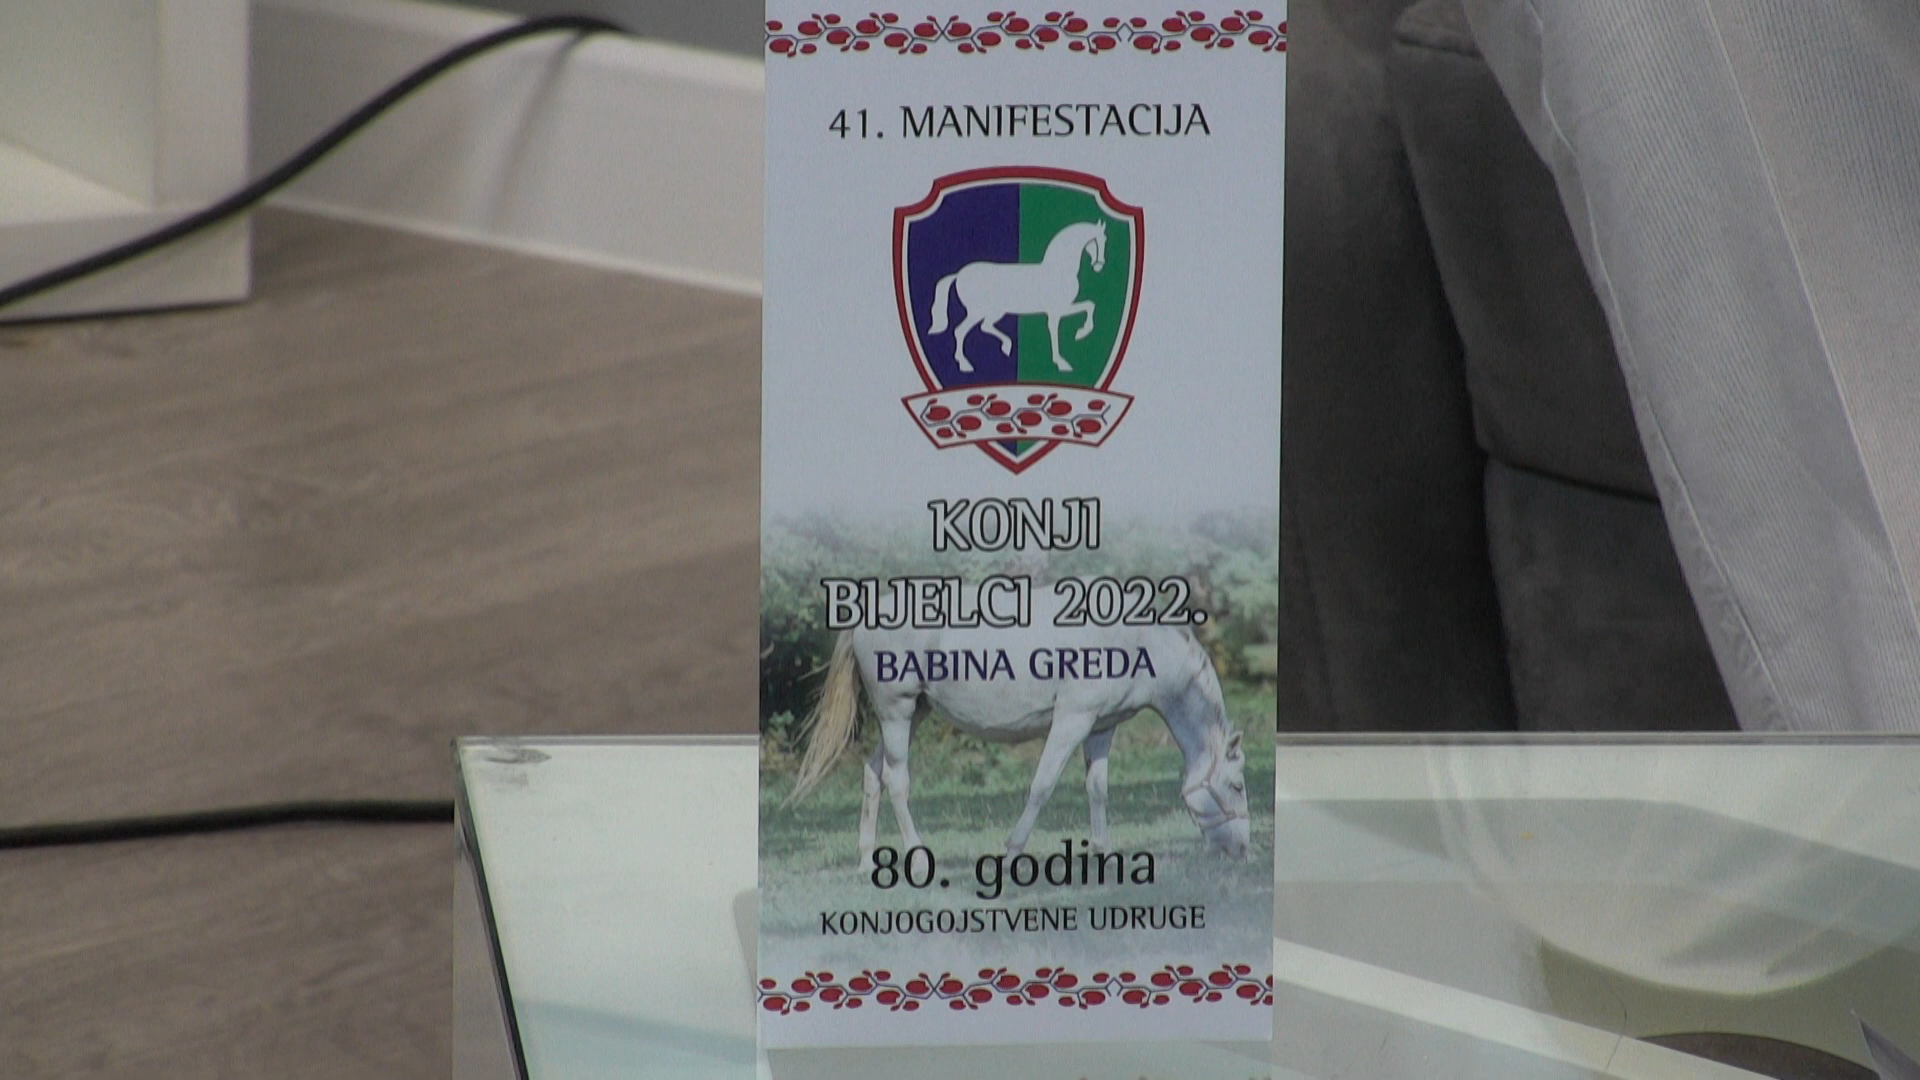 41. MANIFESTACIJA
KONJI
BIJELCI 2022.
BABINA GREDA
80. godina
KONJOGOJSTVENE UDRUGE